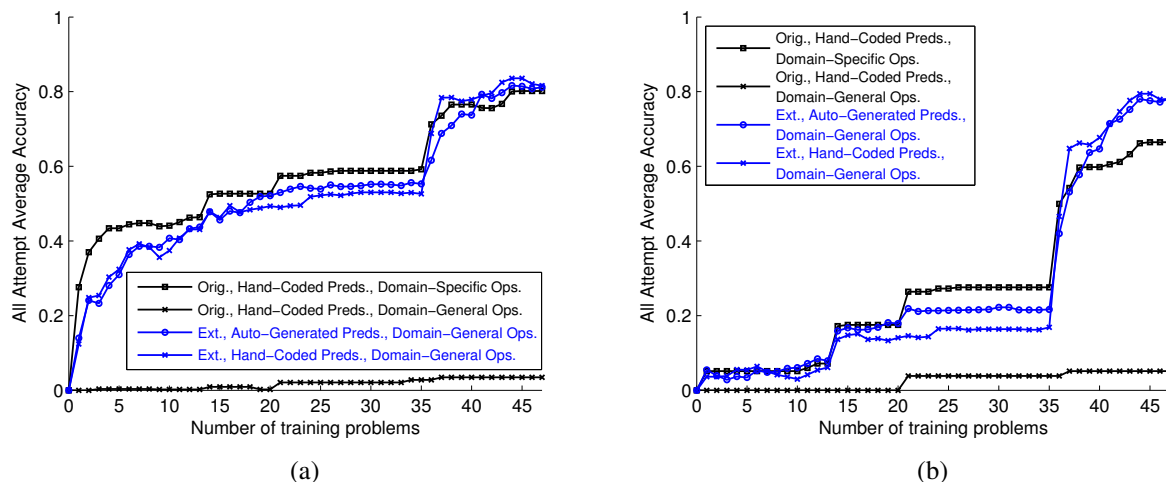 1
0.8
0.6
0.4
0.2
0
0 5 10 15 20 25 30 35 40 45
All Attempt Average Accuracy
Number of training problems
Orig., Hand−Coded Preds., Domain−Specific Ops.
Orig., Hand−Coded Preds., Domain−General Ops.
Ext., Auto−Generated Preds., Domain−General Ops.
Ext., Hand−Coded Preds., Domain−General Ops.
(a)
1
0.8
0.6
0.4
0.2
0
0 5 10 15 20 25 30 35 40 45
All Attempt Average Accuracy
Number of training problems
Orig., Hand−Coded Preds.,
Domain−Specific Ops.
Orig., Hand−Coded Preds.,
Domain−General Ops.
Ext., Auto−Generated Preds.,
Domain−General Ops.
Ext., Hand−Coded Preds.,
Domain−General Ops.
(b)